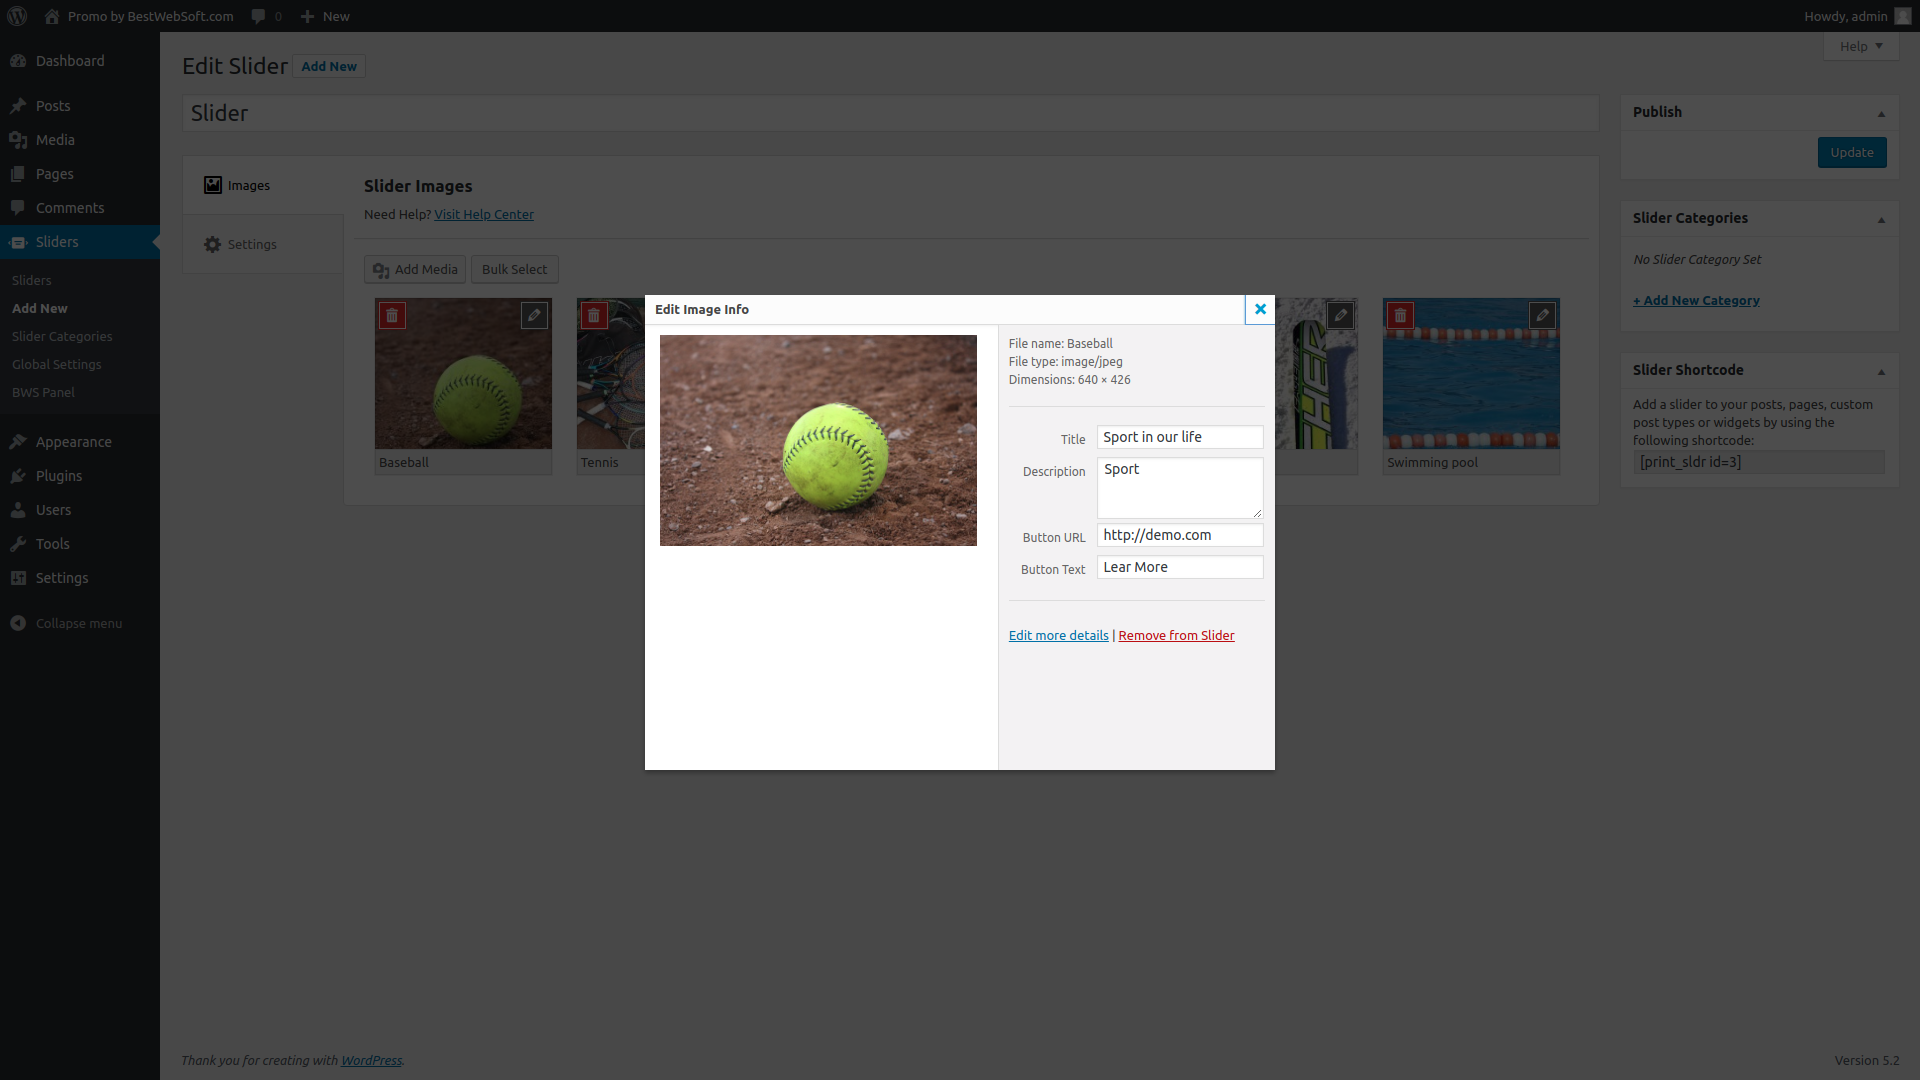 Promo by BestWebSoft.com
0
New
Howdy, admin
Dashboard
Posts
Media
Pages
Comments
Sliders
Sliders
Add New
Slider Categories
Global Settings
BWS Panel
Appearance
Plugins
Users
Tools
Settings
Collapse menu
Help
Edit Slider
Add New
Slider
Images
Settings
Slider Images
Need Help? Visit Help Center
Add Media
Bulk Select
Baseball
Tennis
Swimming pool
Edit Image Info
File name: Baseball
File type: image/jpeg
Dimensions: 640 × 426
Title
Sport in our life
Description
Sport
Button URL
http://demo.com
Button Text
Lear More
Edit more details | Remove from Slider
Publish
Update
Slider Categories
No Slider Category Set
+ Add New Category
Slider Shortcode
Add a slider to your posts, pages, custom
post types or widgets by using the
following shortcode:
[print_sldr id=3]
Thank you for creating with WordPress.
Version 5.2